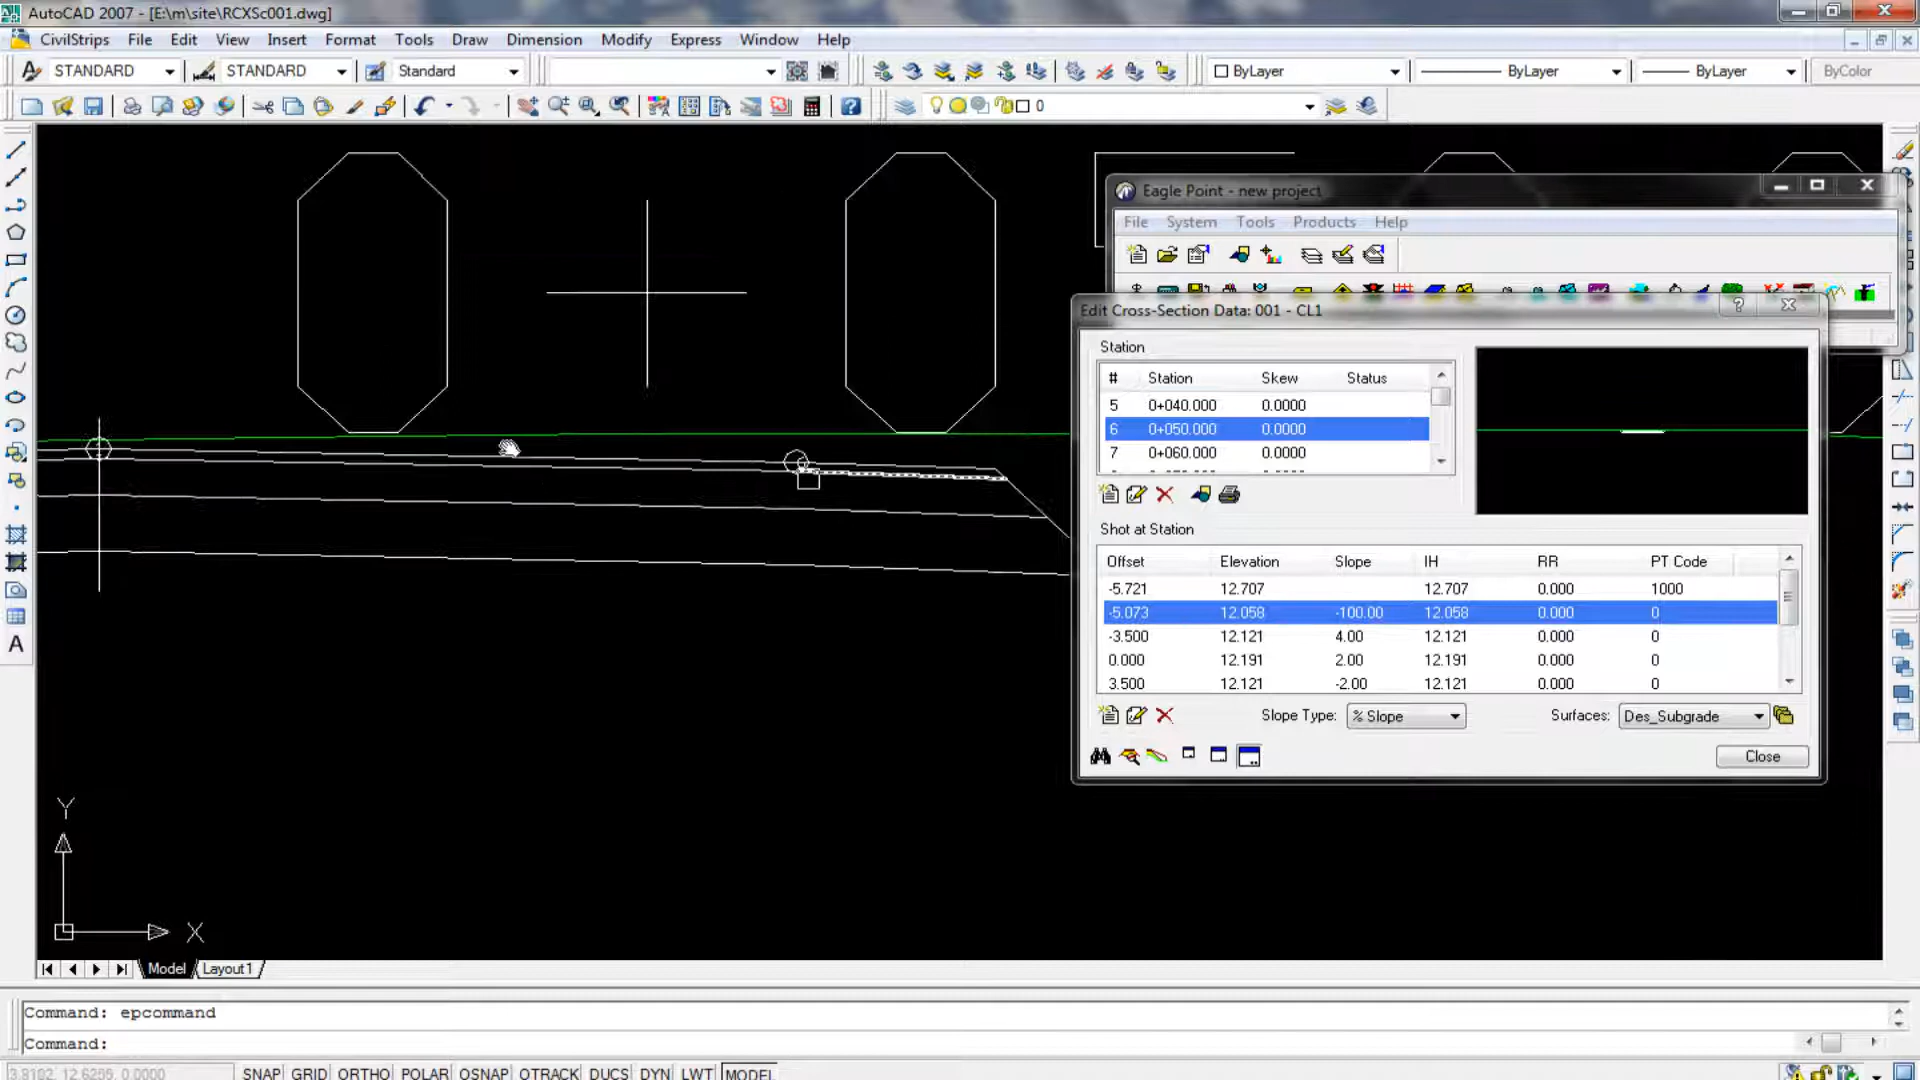 AutoCAD 2007 - [E:\m\site\RCXSc001.dwg]
CivilStrips File Edit View Insert Format Tools Draw Dimension Modify Express Window Help
STANDARD STANDARD Standard ByLayer ByLayer ByLayer ByColor
0
Eagle Point - new project
File System Tools Products Help
Edit Cross-Section Data: 001 - CL1
Station
# Station Skew Status
5 0+040.000 0.0000
6 0+050.000 0.0000
7 0+060.000 0.0000
Shot at Station
Offset Elevation Slope IH RR PT Code
-5.721 12.707 12.707 0.000 1000
-5.073 12.058 -100.00 12.058 0.000 0
-3.500 12.121 4.00 12.121 0.000 0
0.000 12.191 2.00 12.191 0.000 0
3.500 12.121 -2.00 12.121 0.000 0
Slope Type: % Slope Surfaces: Des_Subgrade
Close
Y
X
Model Layout1
Command: epcommand
Command:
3.8102, 12.6255, 0.0000 SNAP GRID ORTHO POLAR OSNAP OTRACK DUCS DYN LWT MODEL